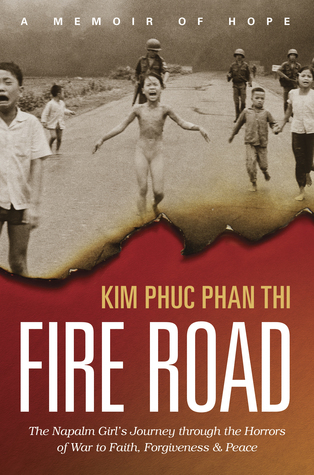 A MEMOIR OF HOPE
KIM PHUC PHAN THI
FIRE ROAD
The Napalm Girl's Journey through the Horrors
of War to Faith, Forgiveness & Peace